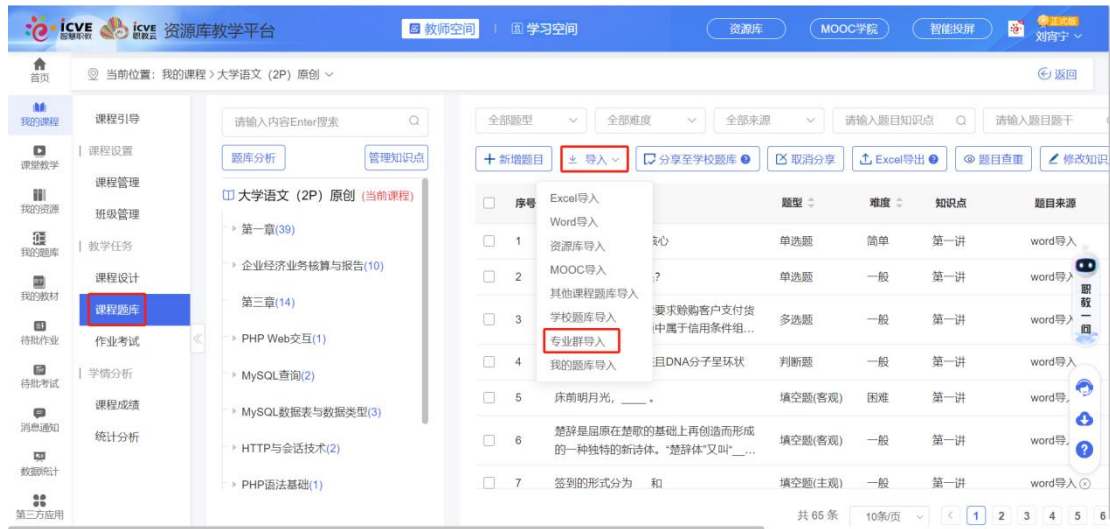 icve 智慧职教 icve 职教云 资源库教学平台 教师空间 学习空间 资源库 MOOC学院 智能投屏 正式版 刘宵宁
首页
当前位置：我的课程 > 大学语文（2P）原创
返回
我的课程
课堂教学
我的资源
我的题库
我的教材
待批作业
待批考试
消息通知
数据统计
第三方应用
课程引导
课程设置
课程管理
班级管理
教学任务
课程设计
课程题库
作业考试
学情分析
课程成绩
统计分析
请输入内容Enter搜索
题库分析 管理知识点
大学语文（2P）原创 (当前课程)
第一章(39)
企业经济业务核算与报告(10)
第三章(14)
PHP Web交互(1)
MySQL查询(2)
MySQL数据表与数据类型(3)
HTTP与会话技术(2)
PHP语法基础(1)
全部题型 全部难度 全部来源 请输入题目知识点 请输入题目题干
新增题目 导入 分享至学校题库 取消分享 Excel导出 题目查重 修改知识
序号 题型 难度 知识点 题目来源
Excel导入
Word导入
资源库导入
MOOC导入
其他课程题库导入
学校题库导入
专业群导入
我的题库导入
1 核心 单选题 简单 第一讲 word导入
2 ? 单选题 一般 第一讲 word导入
3 要求赊购客户支付货
中属于信用条件组... 多选题 一般 第一讲 word导入
4 且DNA分子呈环状 判断题 一般 第一讲 word导入
5 床前明月光，____。 填空题(客观) 困难 第一讲 word导
6 楚辞是屈原在楚歌的基础上再创造而形成
的一种独特的新诗体。“楚辞体”又叫“__... 填空题(客观) 一般 第一讲 word导
7 签到的形式分为 和 填空题(主观) 一般 第一讲 word导入
职
教
一
问
共 65 条 10条/页 1 2 3 4 5 6